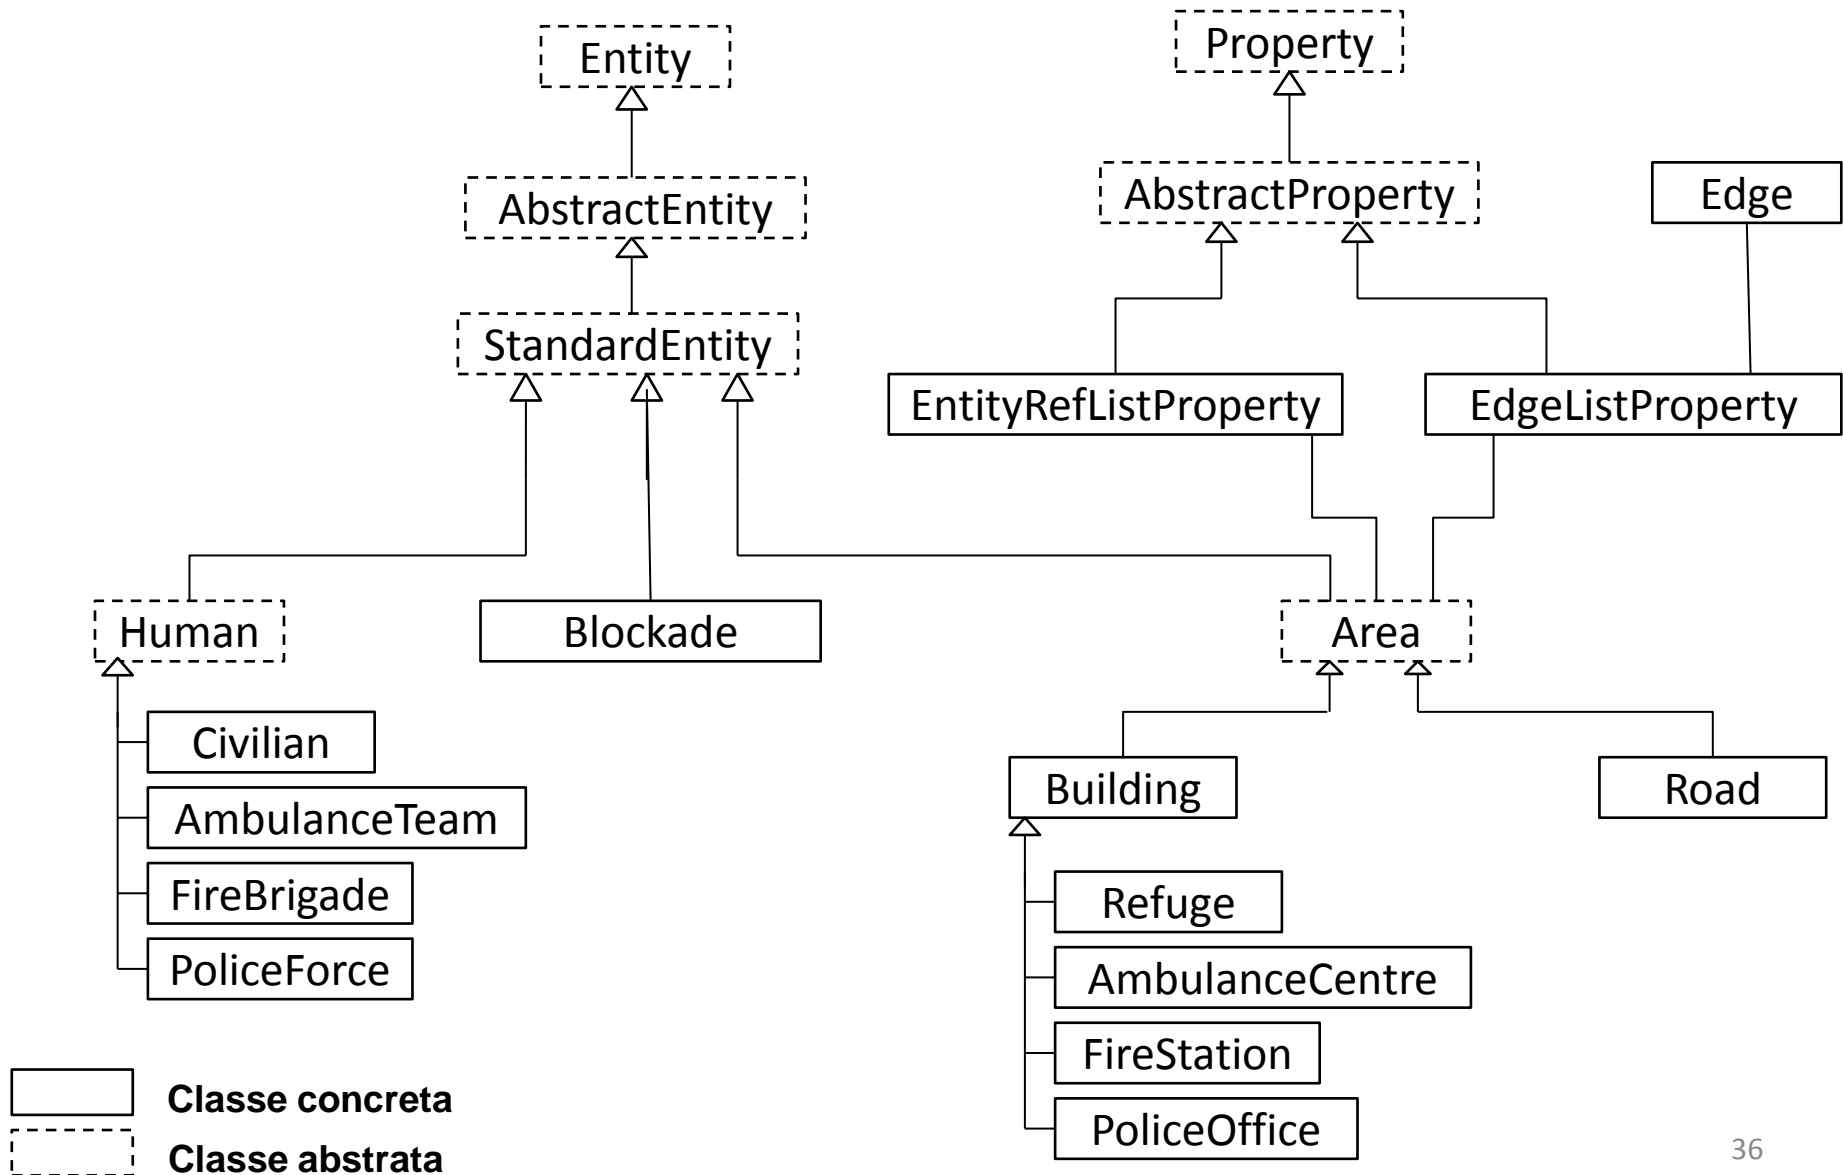 Entity
Property
AbstractEntity
AbstractProperty
Edge
StandardEntity
EntityRefListProperty
EdgeListProperty
Human
Blockade
Area
Civilian
AmbulanceTeam
FireBrigade
PoliceForce
Building
Road
Refuge
AmbulanceCentre
FireStation
PoliceOffice
Classe concreta
Classe abstrata
36